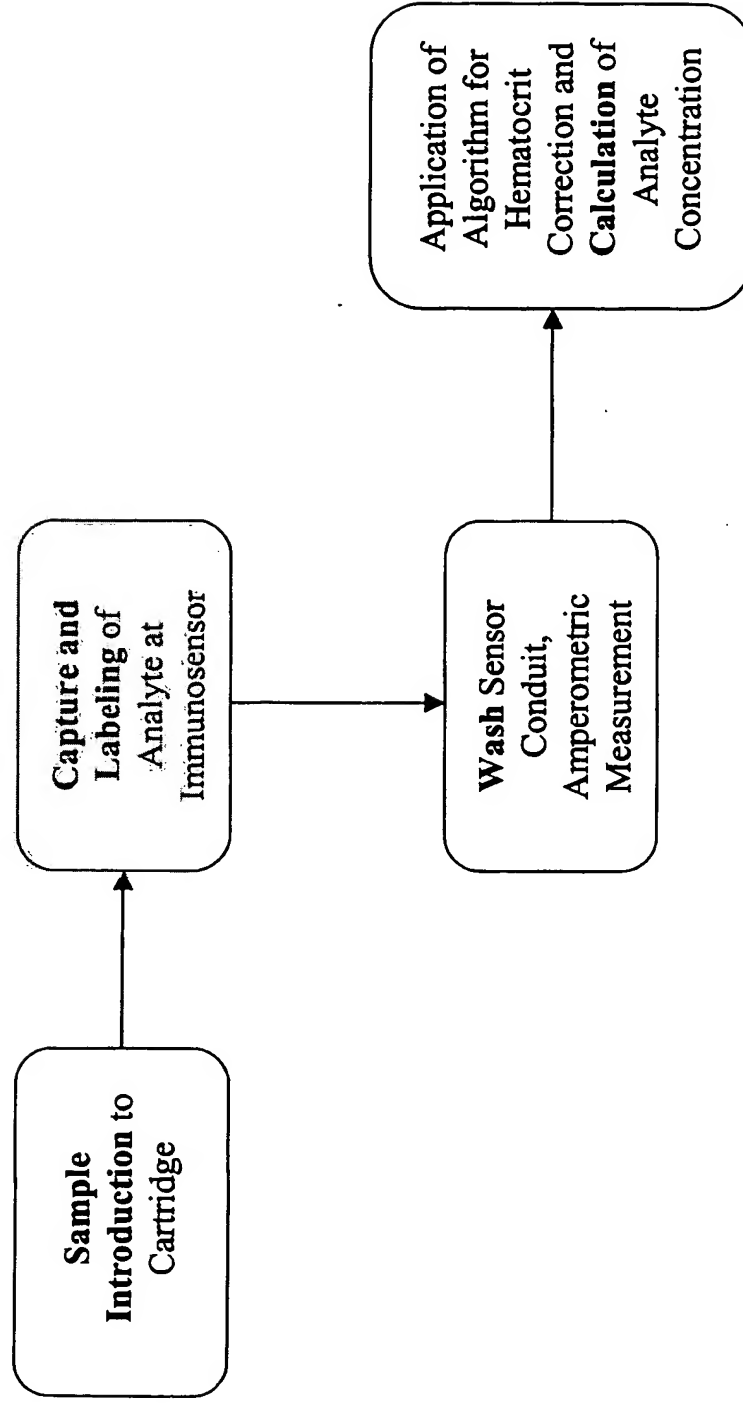 Sample
Introduction to
Cartridge
Capture and
Labeling of
Analyte at
Immunosensor
Wash Sensor
Conduit,
Amperometric
Measurement
Application of
Algorithm for
Hematocrit
Correction and
Calculation of
Analyte
Concentration